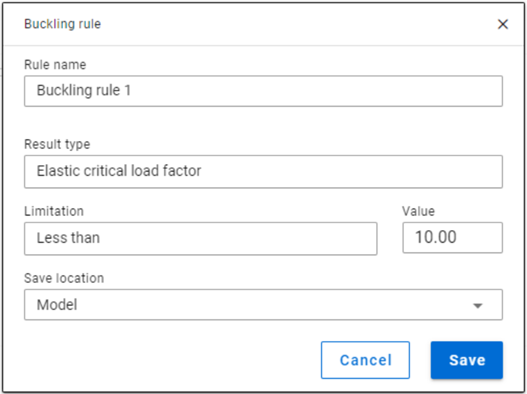 Buckling rule
Rule name
Buckling rule 1
Result type
Elastic critical load factor
Limitation
Value
Less than
10.00
Save location
Model
Cancel
Save